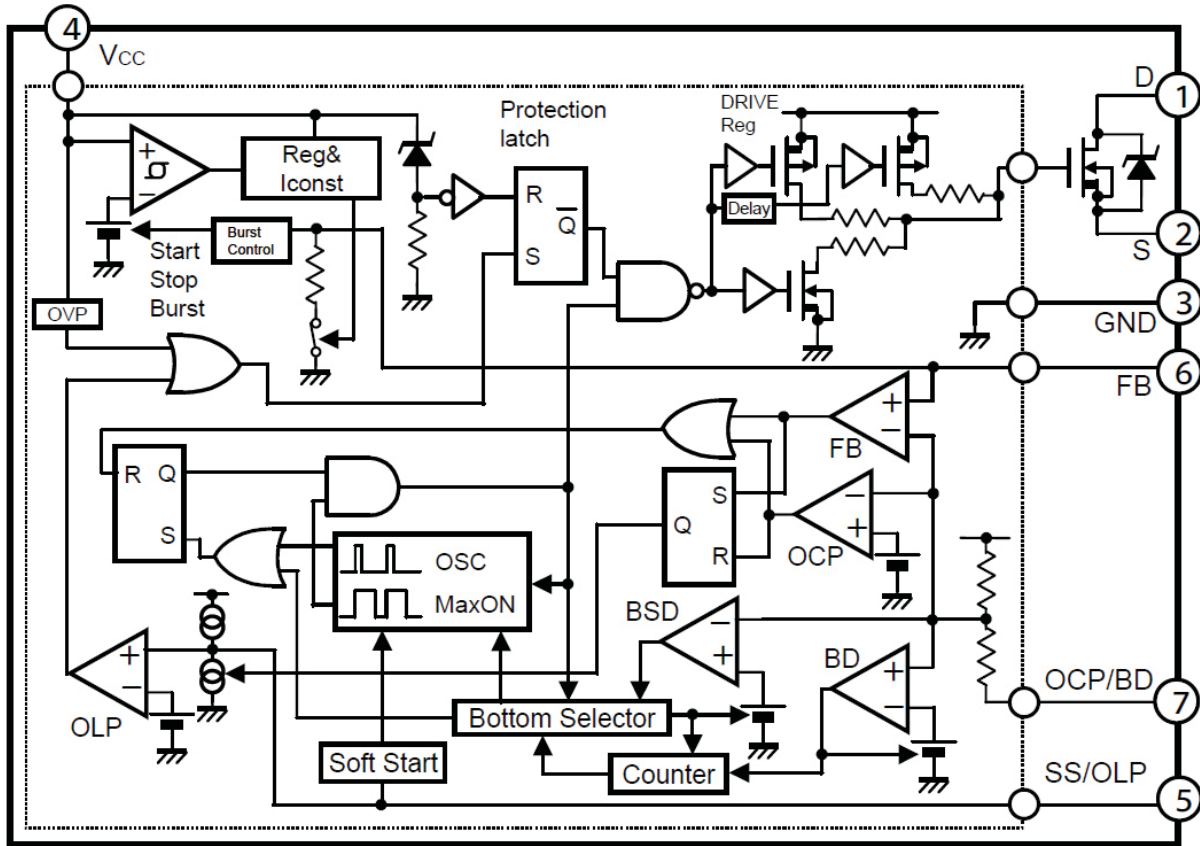 4
VCC
D
1
Protection
latch
DRIVE
Reg
+
−
Reg&
Iconst
R
Q
S
Delay
2
S
Burst
Control
Start
Stop
Burst
OVP
3
GND
6
FB
+
−
FB
R
Q
S
S
Q
R
−
+
OCP
OSC
MaxON
BSD
−
+
BD
+
−
+
−
OLP
Bottom Selector
OCP/BD
7
Soft Start
Counter
SS/OLP
5